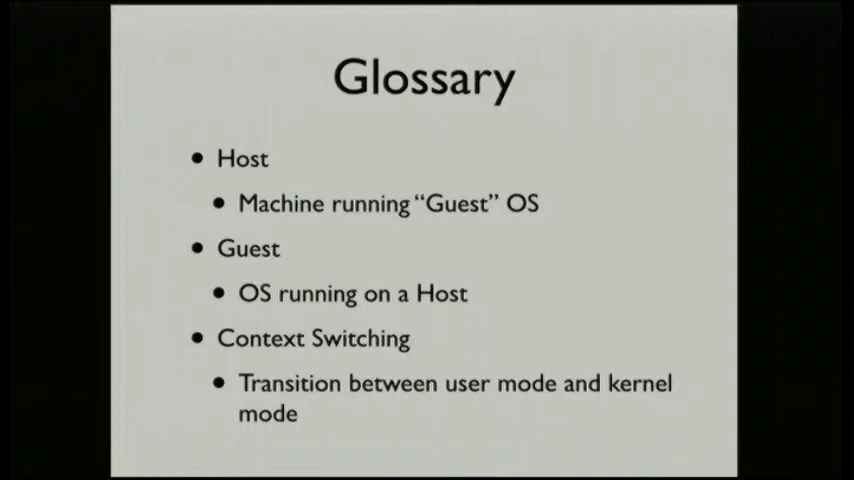 Glossary
Host
Machine running “Guest” OS
Guest
OS running on a Host
Context Switching
Transition between user mode and kernel
mode